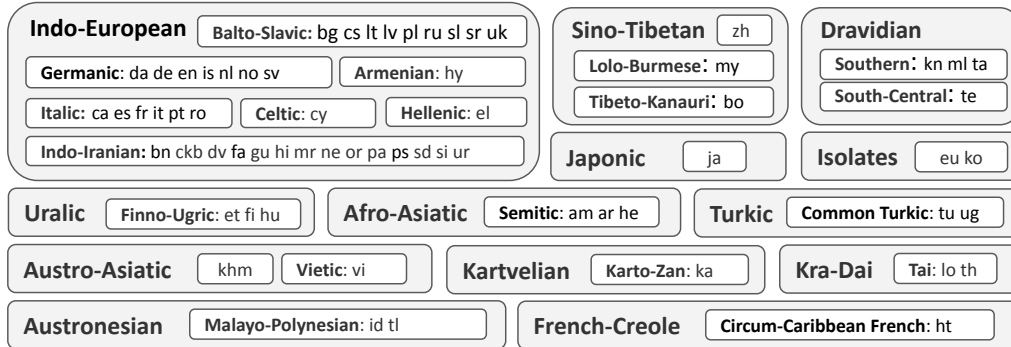 Indo-European Balto-Slavic: bg cs lt lv pl ru sl sr uk
Germanic: da de en is nl no sv Armenian: hy
Italic: ca es fr it pt ro Celtic: cy Hellenic: el
Indo-Iranian: bn ckb dv fa gu hi mr ne or pa ps sd si ur
Sino-Tibetan zh
Lolo-Burmese: my
Tibeto-Kanauri: bo
Dravidian
Southern: kn ml ta
South-Central: te
Japonic ja
Isolates eu ko
Uralic Finno-Ugric: et fi hu
Afro-Asiatic Semitic: am ar he
Turkic Common Turkic: tu ug
Austro-Asiatic khm Vietic: vi
Kartvelian Karto-Zan: ka
Kra-Dai Tai: lo th
Austronesian Malayo-Polynesian: id tl
French-Creole Circum-Caribbean French: ht